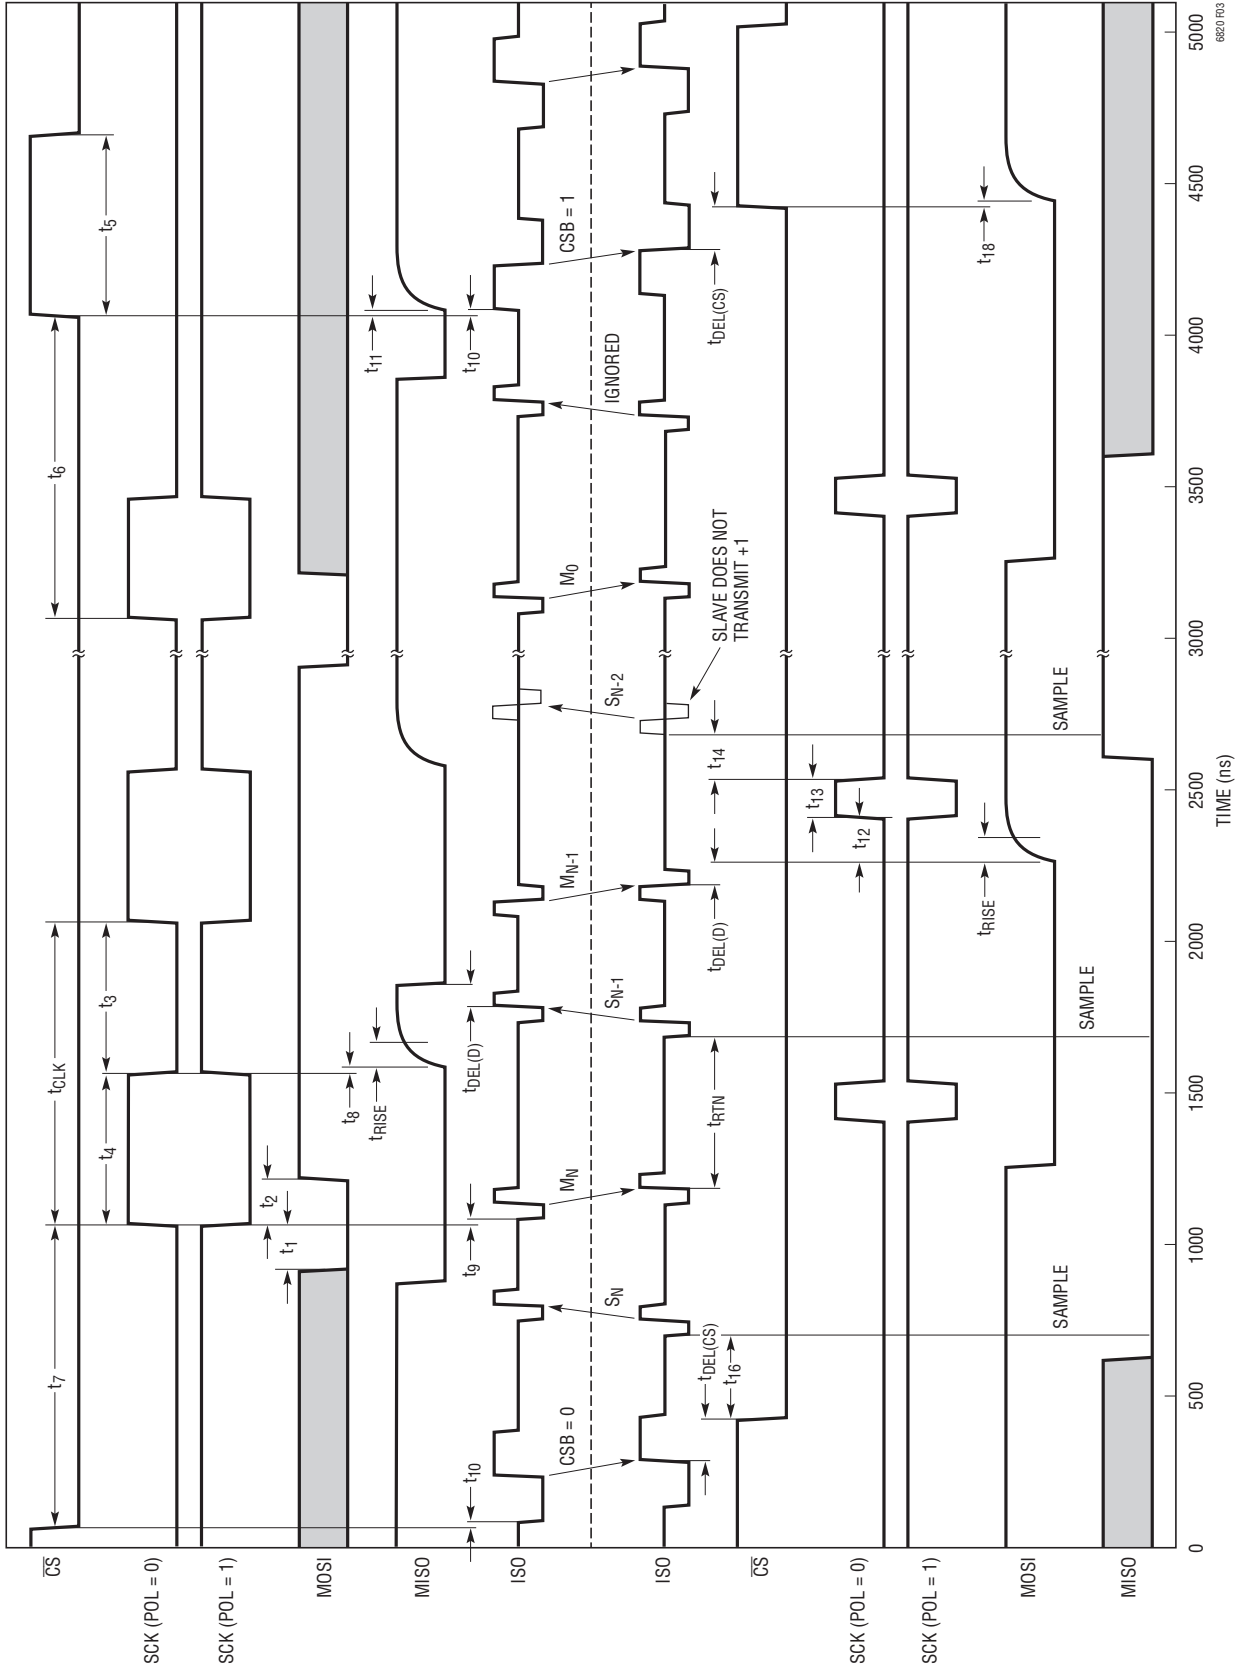 CS
SCK (POL = 0)
SCK (POL = 1)
MOSI
MISO
ISO
ISO
CS
SCK (POL = 0)
SCK (POL = 1)
MOSI
MISO
t7
tCLK
t6
t5
t4
t3
t1
t2
t8
tRISE
t11
t10
t9
tDEL(D)
t10
CSB = 0
SN
MN
SN-1
MN-1
SN-2
M0
IGNORED
CSB = 1
SLAVE DOES NOT
TRANSMIT +1
tDEL(CS)
t16
tRTN
tDEL(D)
t14
tDEL(CS)
t12
t13
tRISE
t18
SAMPLE
SAMPLE
SAMPLE
0
500
1000
1500
2000
2500
3000
3500
4000
4500
5000
TIME (ns)
6820 F03